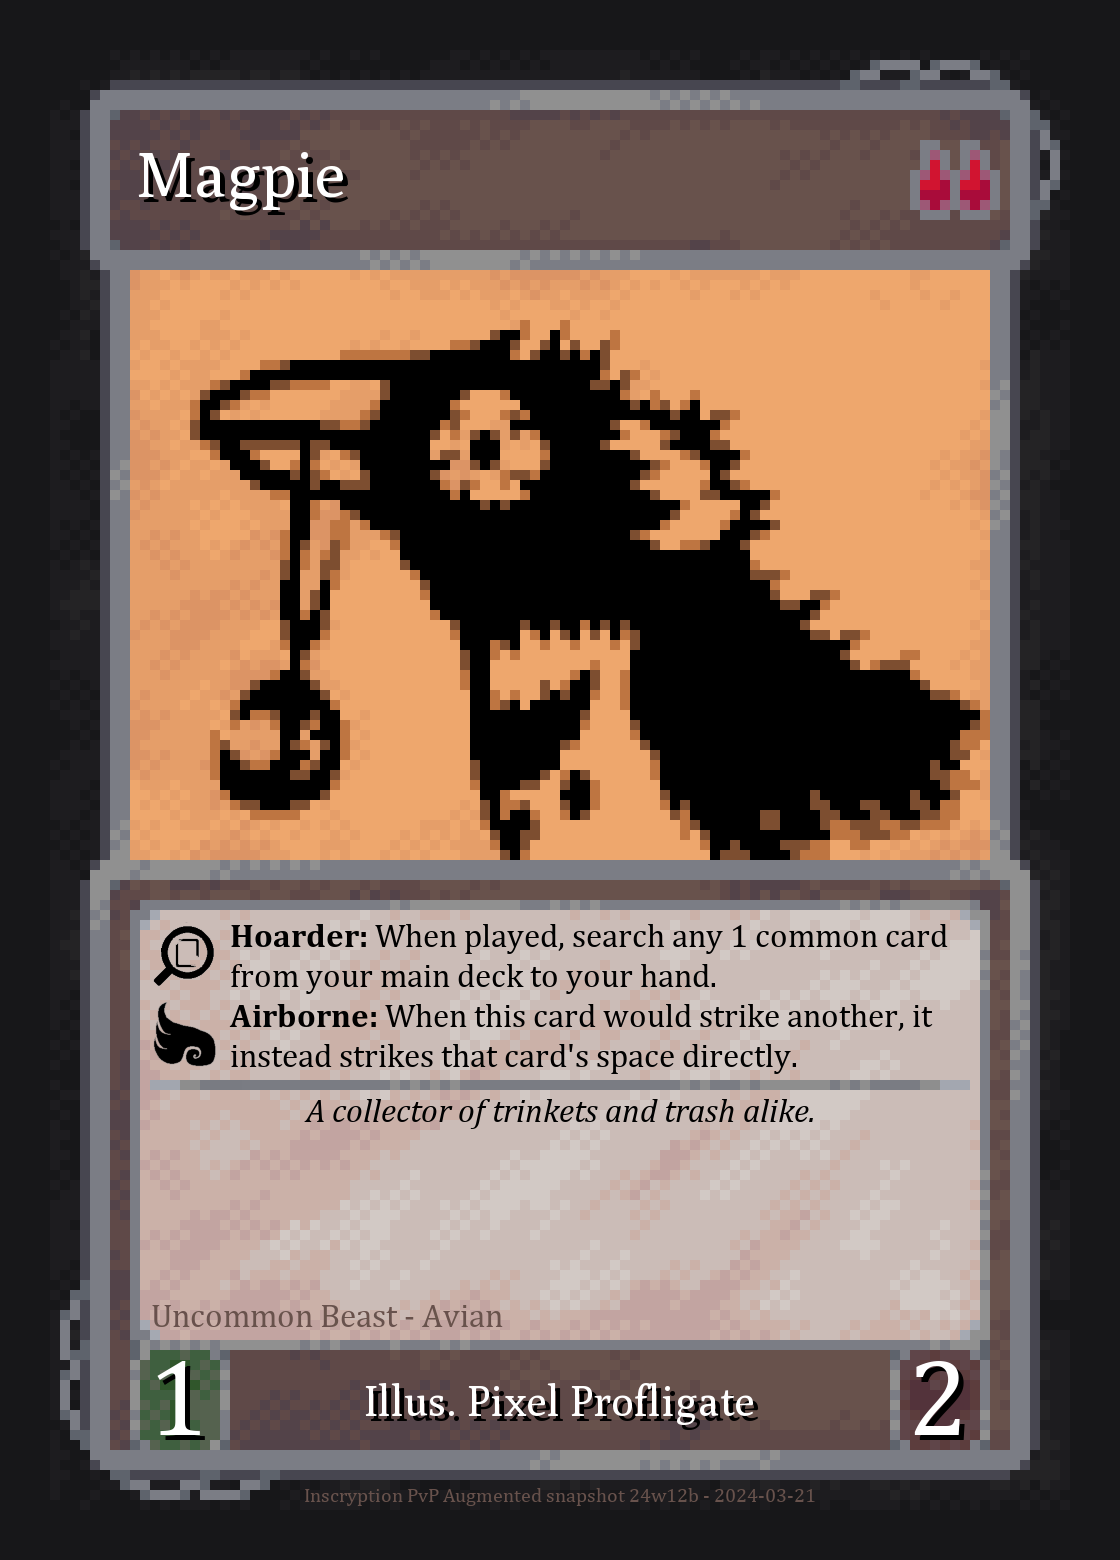 Magpie
Hoarder: When played, search any 1 common card
from your main deck to your hand.
Airborne: When this card would strike another, it
instead strikes that card's space directly.
A collector of trinkets and trash alike.
Uncommon Beast - Avian
1
Illus. Pixel Profligate
2
Inscryption PvP Augmented snapshot 24w12b - 2024-03-21